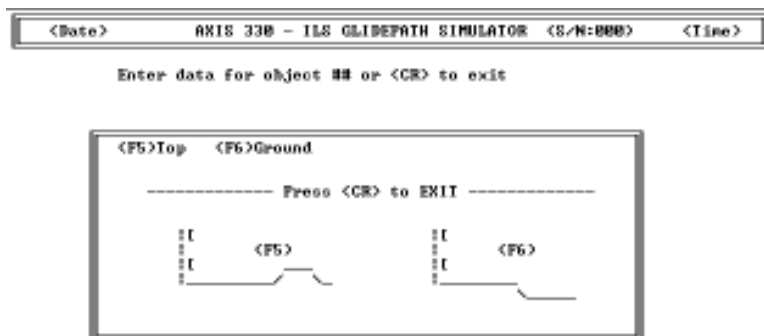 <Date> AXIS 330 - ILS GLIDEPATH SIMULATOR <S/N:000> <Time>
Enter data for object ## or <CR> to exit
<F5>Top <F6>Ground
------------- Press <CR> to EXIT -------------
<F5> <F6>